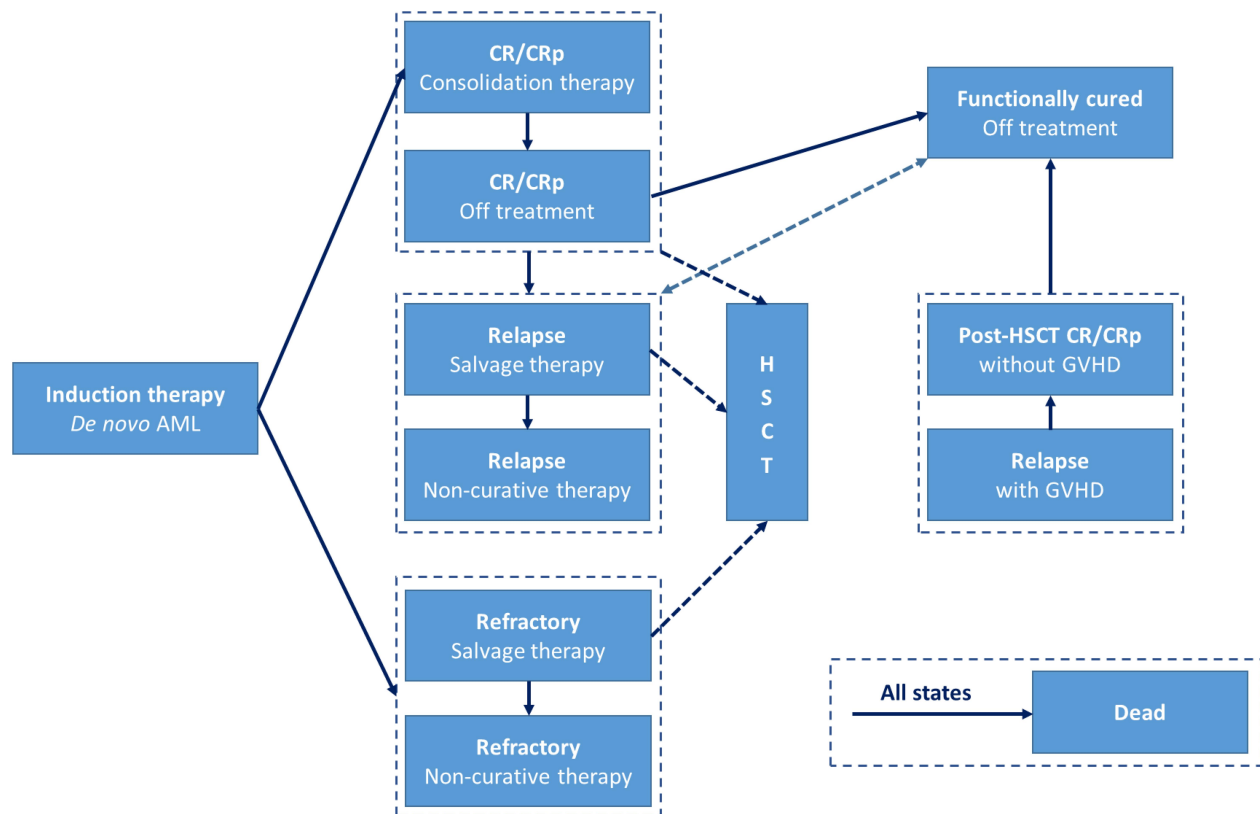 CR/CRp
Consolidation therapy
CR/CRp
Off treatment
Functionally cured
Off treatment
Induction therapy
De novo AML
Relapse
Salvage therapy
Relapse
Non-curative therapy
H
S
C
T
Post-HSCT CR/CRp
without GVHD
Relapse
with GVHD
Refractory
Salvage therapy
Refractory
Non-curative therapy
All states
Dead